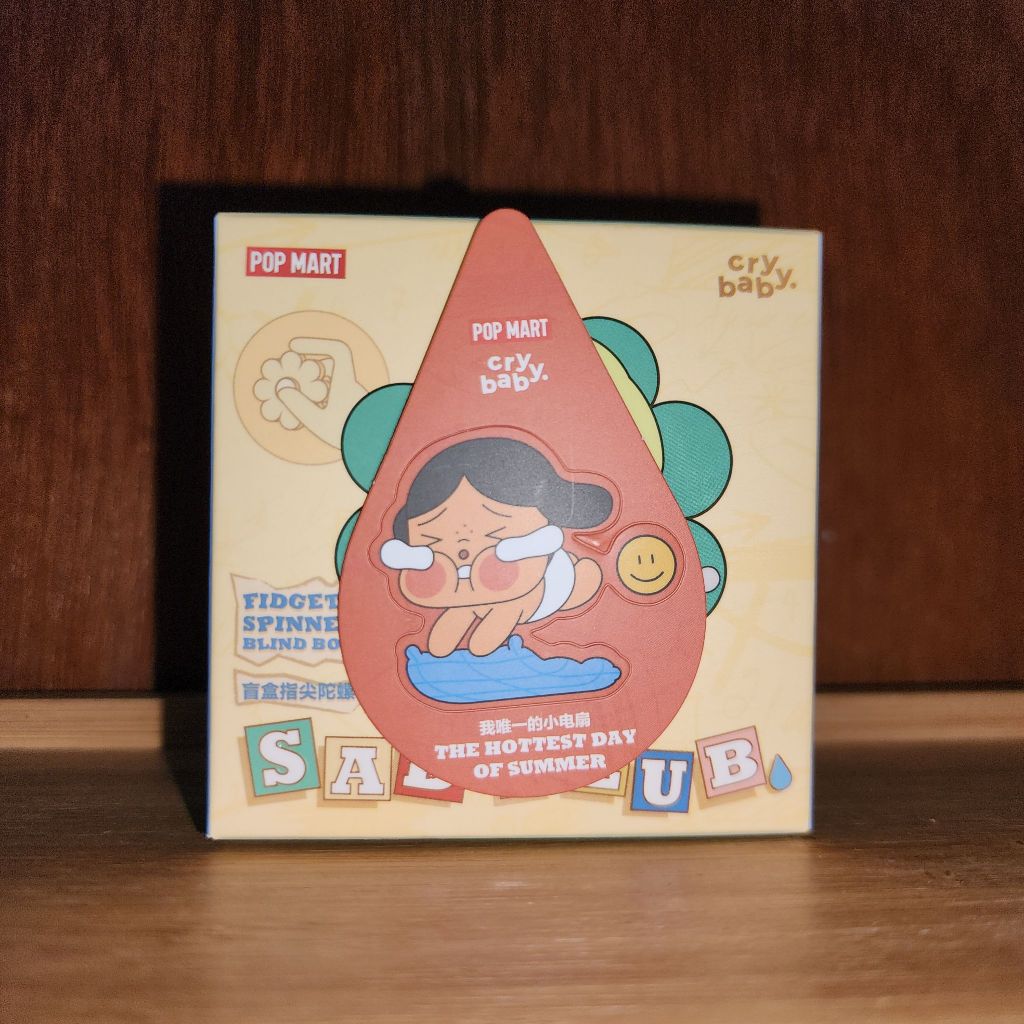 POP MART
cry
baby.
POP MART
cry
baby.
FIDGET
SPINNE
BLIND BO
盲盒指尖陀螺
我唯一的小电扇
THE HOTTEST DAY
OF SUMMER
SA
UB